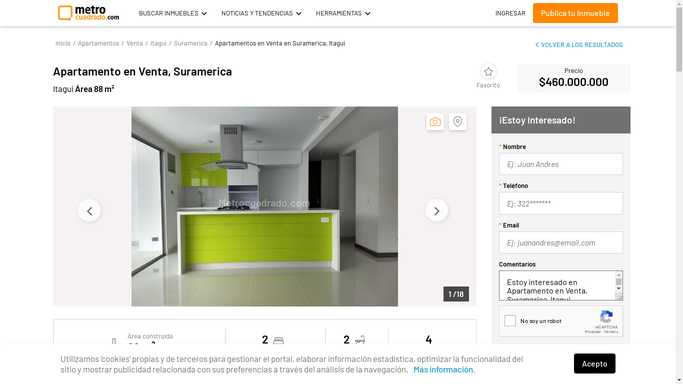 metro
cuadrado.com
BUSCAR INMUEBLES
NOTICIAS Y TENDENCIAS
HERRAMIENTAS
INGRESAR
Publica tu Inmueble
Inicio / Apartamentos / Venta / Itagui / Suramerica / Apartamentos en Venta en Suramerica, Itagui
VOLVER A LOS RESULTADOS
Apartamento en Venta, Suramerica
Itagui Área 88 m²
Favorito
Precio
$460.000.000
Metrocuadrado.com
1 /18
¡Estoy Interesado!
* Nombre
Ej: Juan Andres
* Teléfono
Ej: 322*******
* Email
Ej: juanandres@email.com
Comentarios
Estoy interesado en
Apartamento en Venta,
Suramerica, Itagui
No soy un robot
reCAPTCHA
Privacidad - Términos
Área construida
2
2
4
Utilizamos 'cookies' propias y de terceros para gestionar el portal, elaborar información estadística, optimizar la funcionalidad del
sitio y mostrar publicidad relacionada con sus preferencias a través del análisis de la navegación. Más información.
Acepto